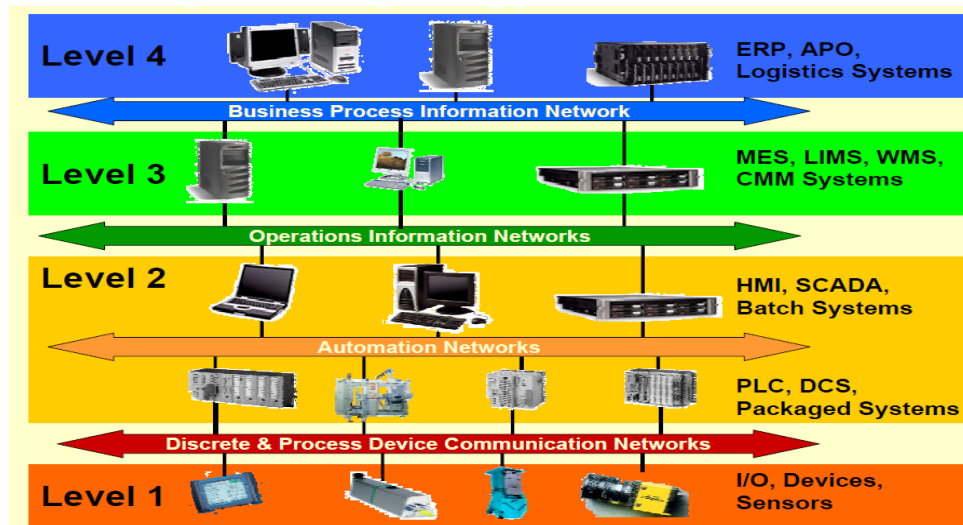 Level 4
ERP, APO,
Logistics Systems
Business Process Information Network
Level 3
MES, LIMS, WMS,
CMM Systems
Operations Information Networks
Level 2
HMI, SCADA,
Batch Systems
Automation Networks
PLC, DCS,
Packaged Systems
Discrete & Process Device Communication Networks
Level 1
I/O, Devices,
Sensors